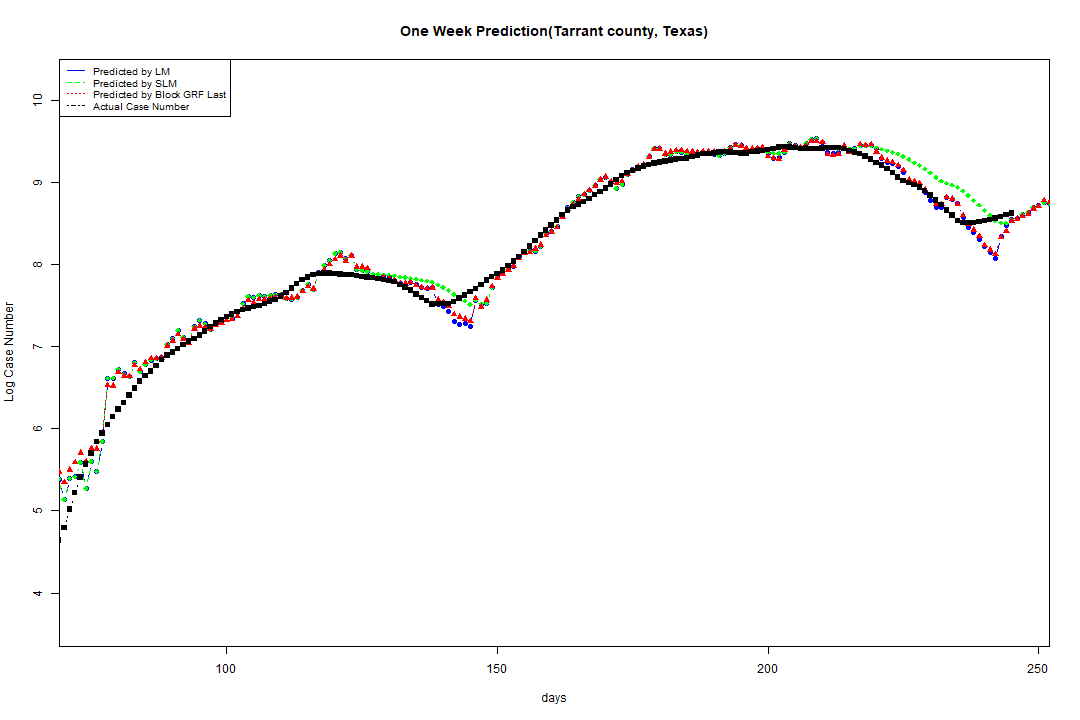 One Week Prediction(Tarrant county, Texas)
Predicted by LM
Predicted by SLM
Predicted by Block GRF Last
Actual Case Number
10
9
8
7
6
5
4
Log Case Number
100
150
200
250
days